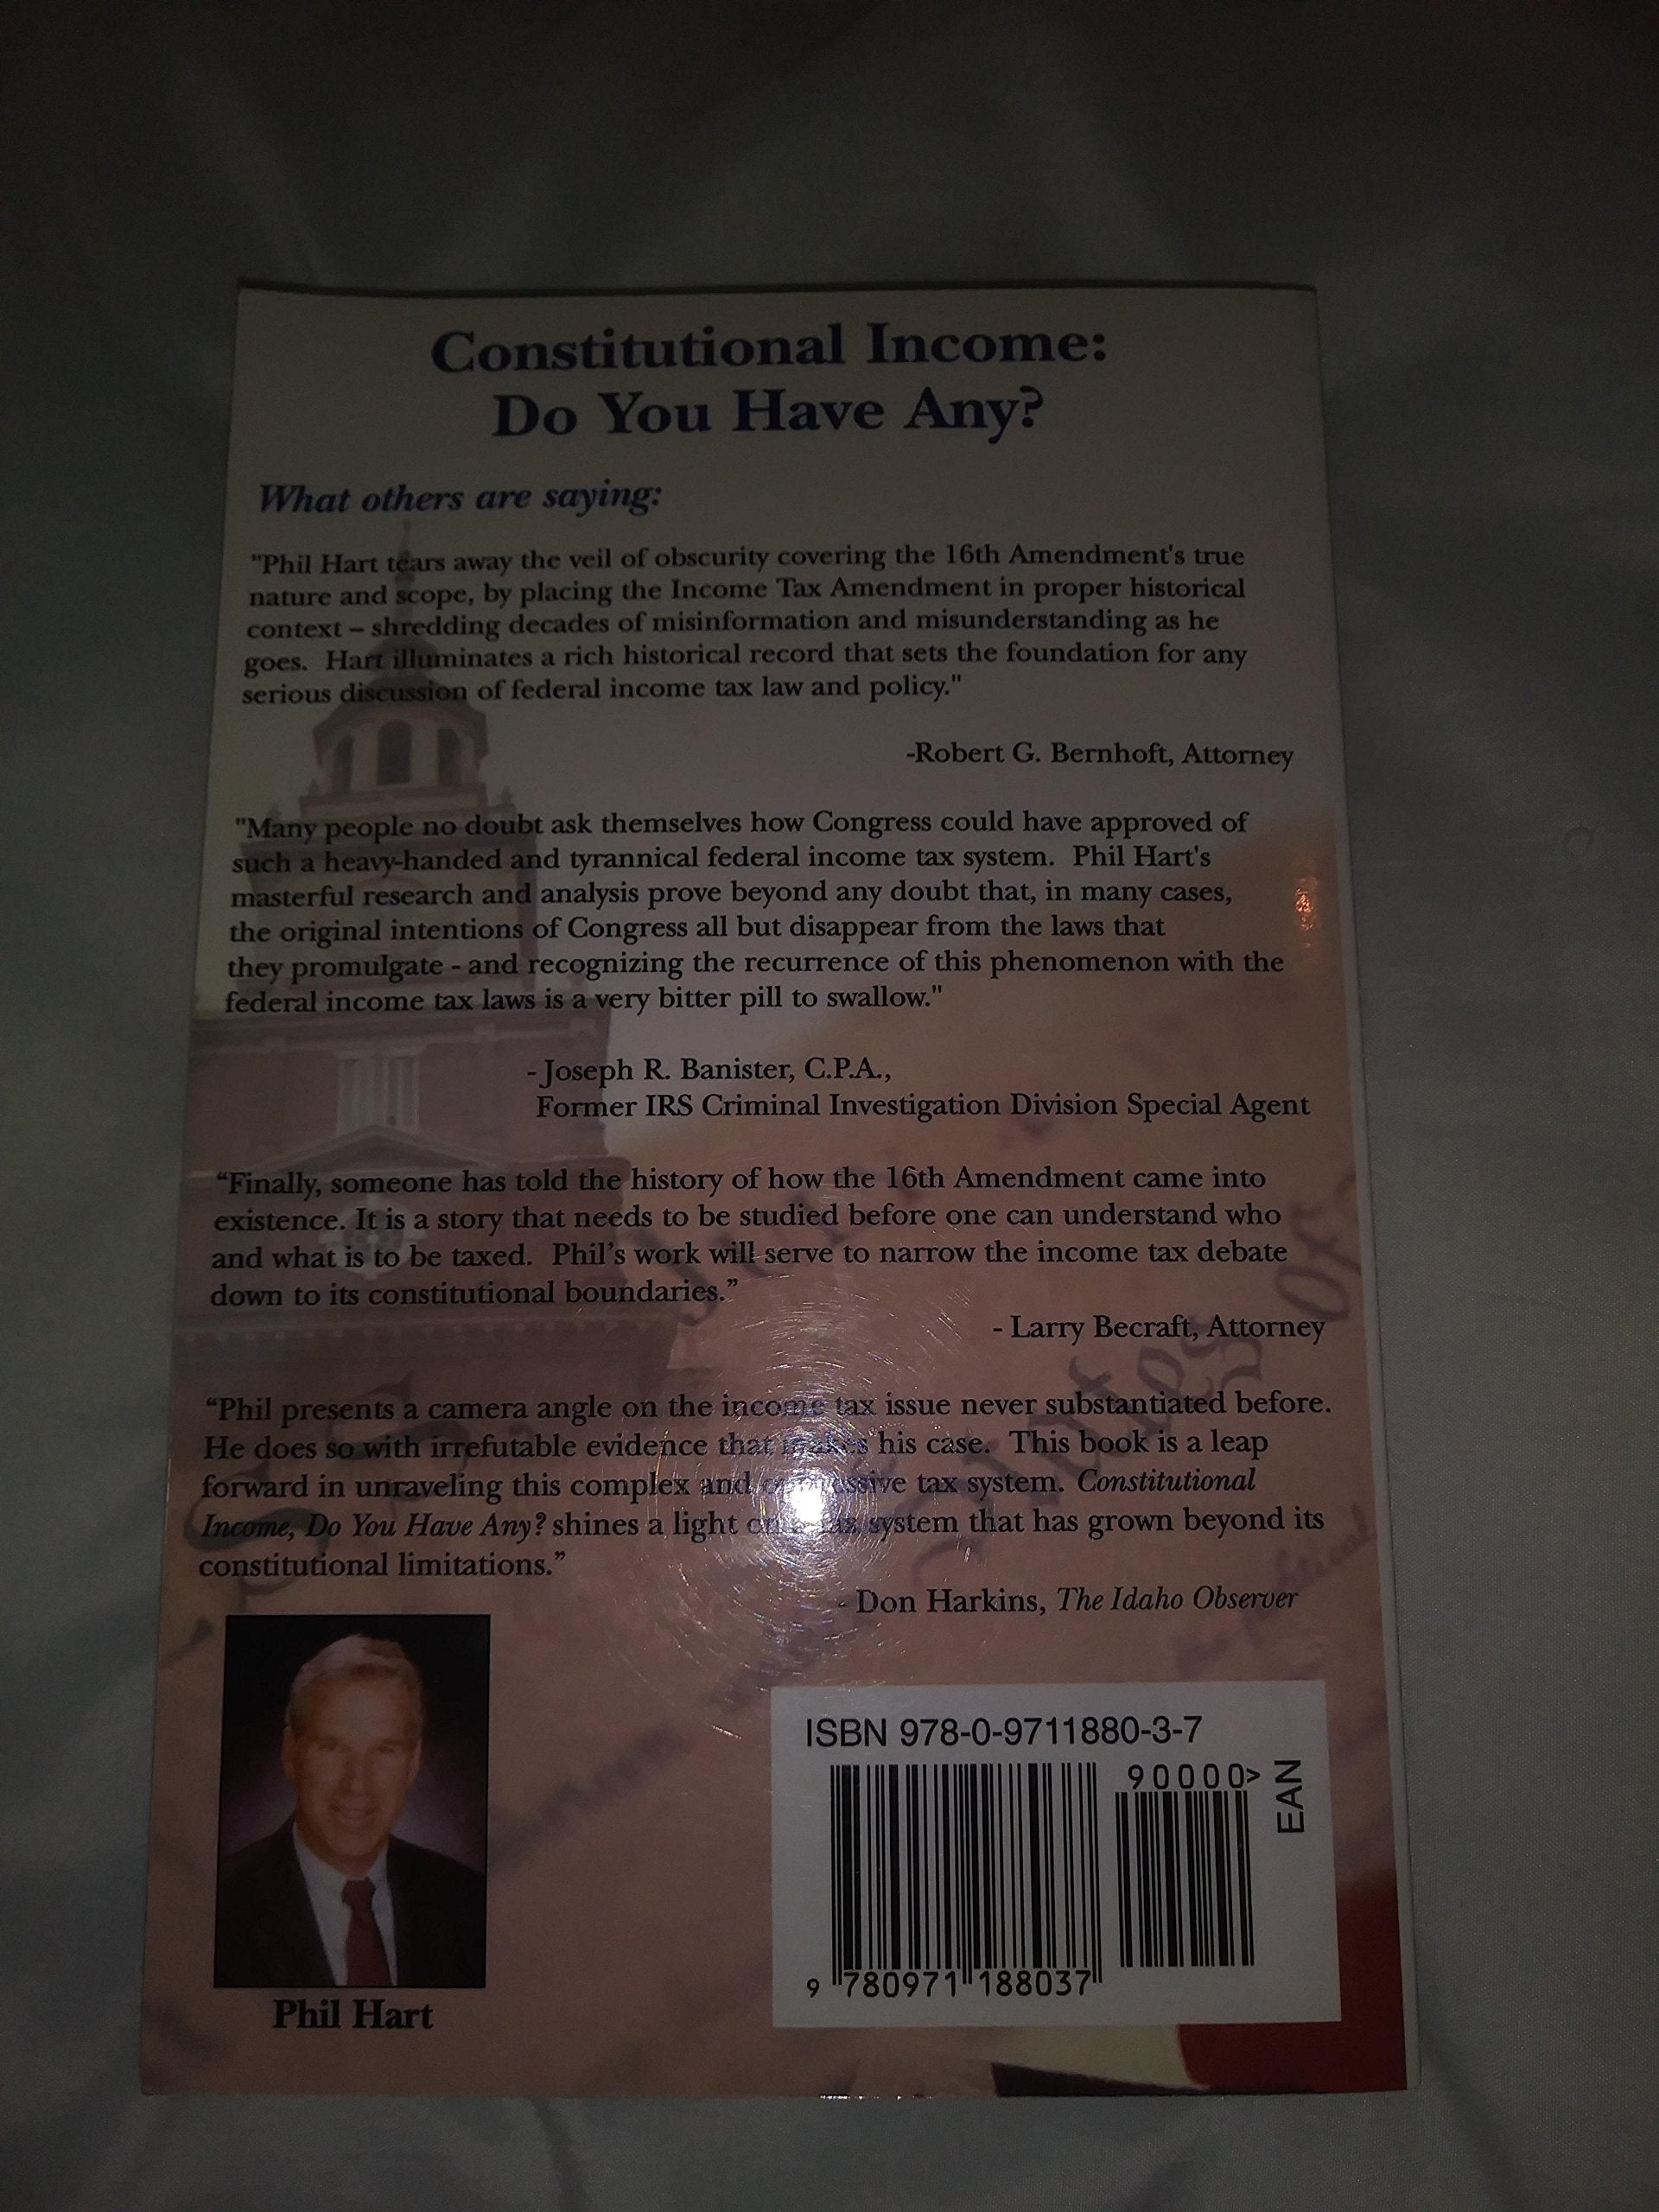 Constitutional Income:
Do You Have Any?
What others are saying:
"Phil Hart tears away the veil of obscurity covering the 16th Amendment's true
nature and scope, by placing the Income Tax Amendment in proper historical
context – shredding decades of misinformation and misunderstanding as he
goes. Hart illuminates a rich historical record that sets the foundation for any
serious discussion of federal income tax law and policy."
-Robert G. Bernhoft, Attorney
"Many people no doubt ask themselves how Congress could have approved of
such a heavy-handed and tyrannical federal income tax system. Phil Hart's
masterful research and analysis prove beyond any doubt that, in many cases,
the original intentions of Congress all but disappear from the laws that
they promulgate - and recognizing the recurrence of this phenomenon with the
federal income tax laws is a very bitter pill to swallow."
- Joseph R. Banister, C.P.A.,
Former IRS Criminal Investigation Division Special Agent
“Finally, someone has told the history of how the 16th Amendment came into
existence. It is a story that needs to be studied before one can understand who
and what is to be taxed. Phil’s work will serve to narrow the income tax debate
down to its constitutional boundaries.”
- Larry Becraft, Attorney
“Phil presents a camera angle on the income tax issue never substantiated before.
He does so with irrefutable evidence that makes his case. This book is a leap
forward in unraveling this complex and tax system. Constitutional
Income, Do You Have Any? shines a light on a tax system that has grown beyond its
constitutional limitations.”
- Don Harkins, The Idaho Observer
Phil Hart
ISBN 978-0-9711880-3-7
90000>
EAN
9 780971 188037